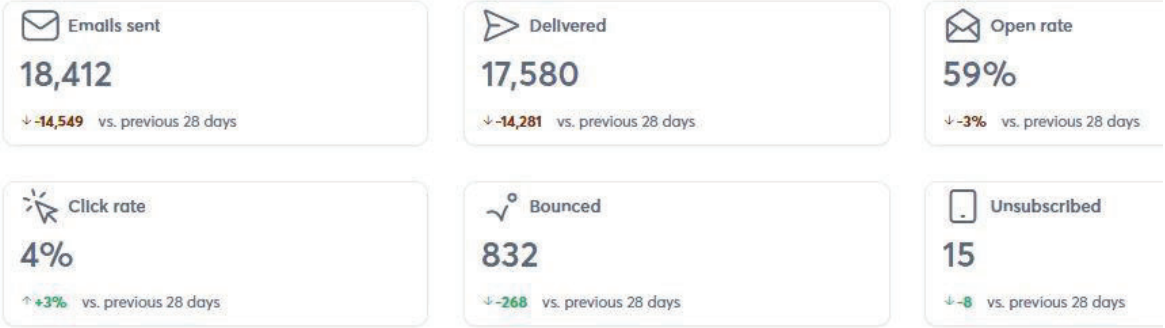 Emails sent
18,412
↓ -14,549 vs. previous 28 days
Delivered
17,580
↓ -14,281 vs. previous 28 days
Open rate
59%
↓ -3% vs. previous 28 days
Click rate
4%
↑ +3% vs. previous 28 days
Bounced
832
↓ -268 vs. previous 28 days
Unsubscribed
15
↓ -8 vs. previous 28 days